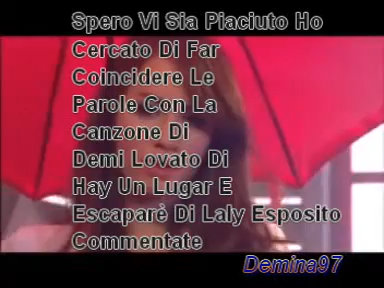 Spero Vi Sia Piaciuto Ho
Cercato Di Far
Coincidere Le
Parole Con La
Canzone Di
Demi Lovato Di
Hay Un Lugar E
Escaparè Di Laly Esposito
Commentate
Demina97